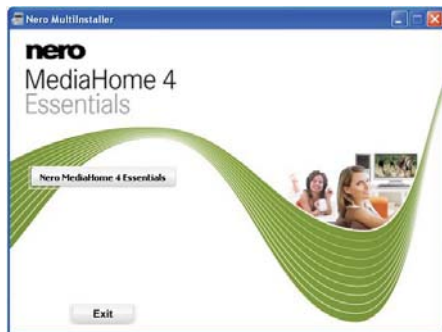 Nero MultiInstaller
nero
MediaHome 4
Essentials
Nero MediaHome 4 Essentials
Exit